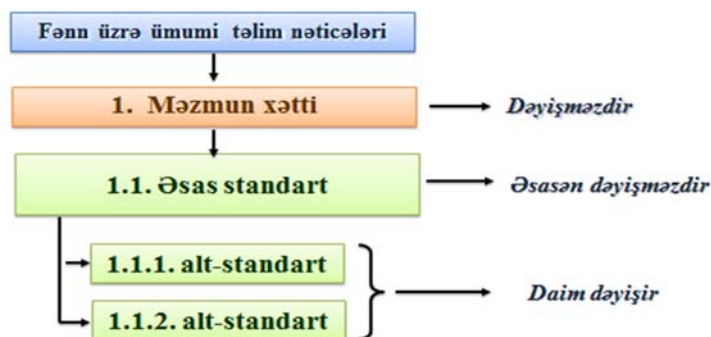 Fənn üzrə ümumi təlim nəticələri
1. Məzmun xətti
Dəyişməzdir
1.1. Əsas standart
Əsasən dəyişməzdir
1.1.1. alt-standart
1.1.2. alt-standart
Daim dəyişir